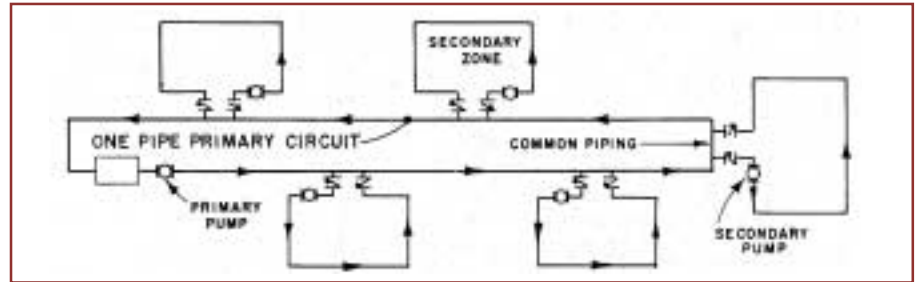 SECONDARY
ZONE
ONE PIPE PRIMARY CIRCUIT
COMMON PIPING
PRIMARY
PUMP
SECONDARY
PUMP